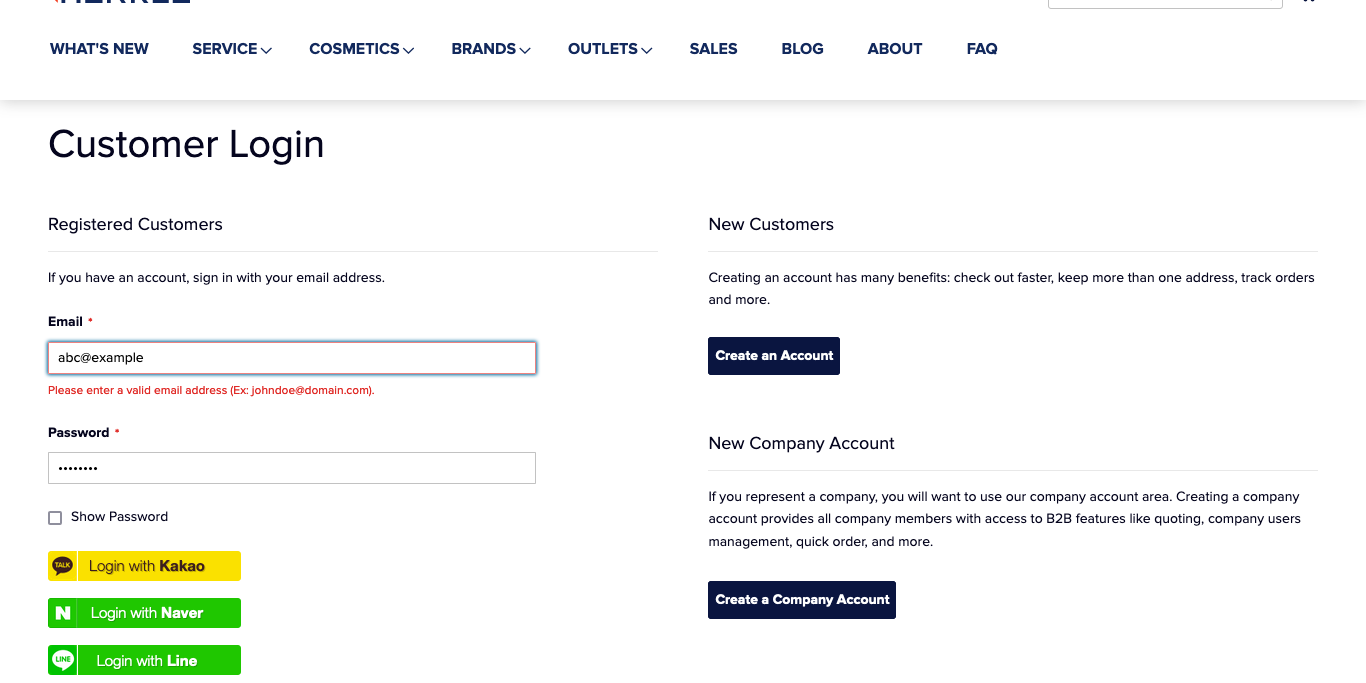 WHAT'S NEW SERVICE COSMETICS BRANDS OUTLETS SALES BLOG ABOUT FAQ
Customer Login
Registered Customers
If you have an account, sign in with your email address.
Email *
abc@example
Please enter a valid email address (Ex: johndoe@domain.com).
Password *
••••••••
Show Password
TALK Login with Kakao
N Login with Naver
LINE Login with Line
New Customers
Creating an account has many benefits: check out faster, keep more than one address, track orders
and more.
Create an Account
New Company Account
If you represent a company, you will want to use our company account area. Creating a company
account provides all company members with access to B2B features like quoting, company users
management, quick order, and more.
Create a Company Account